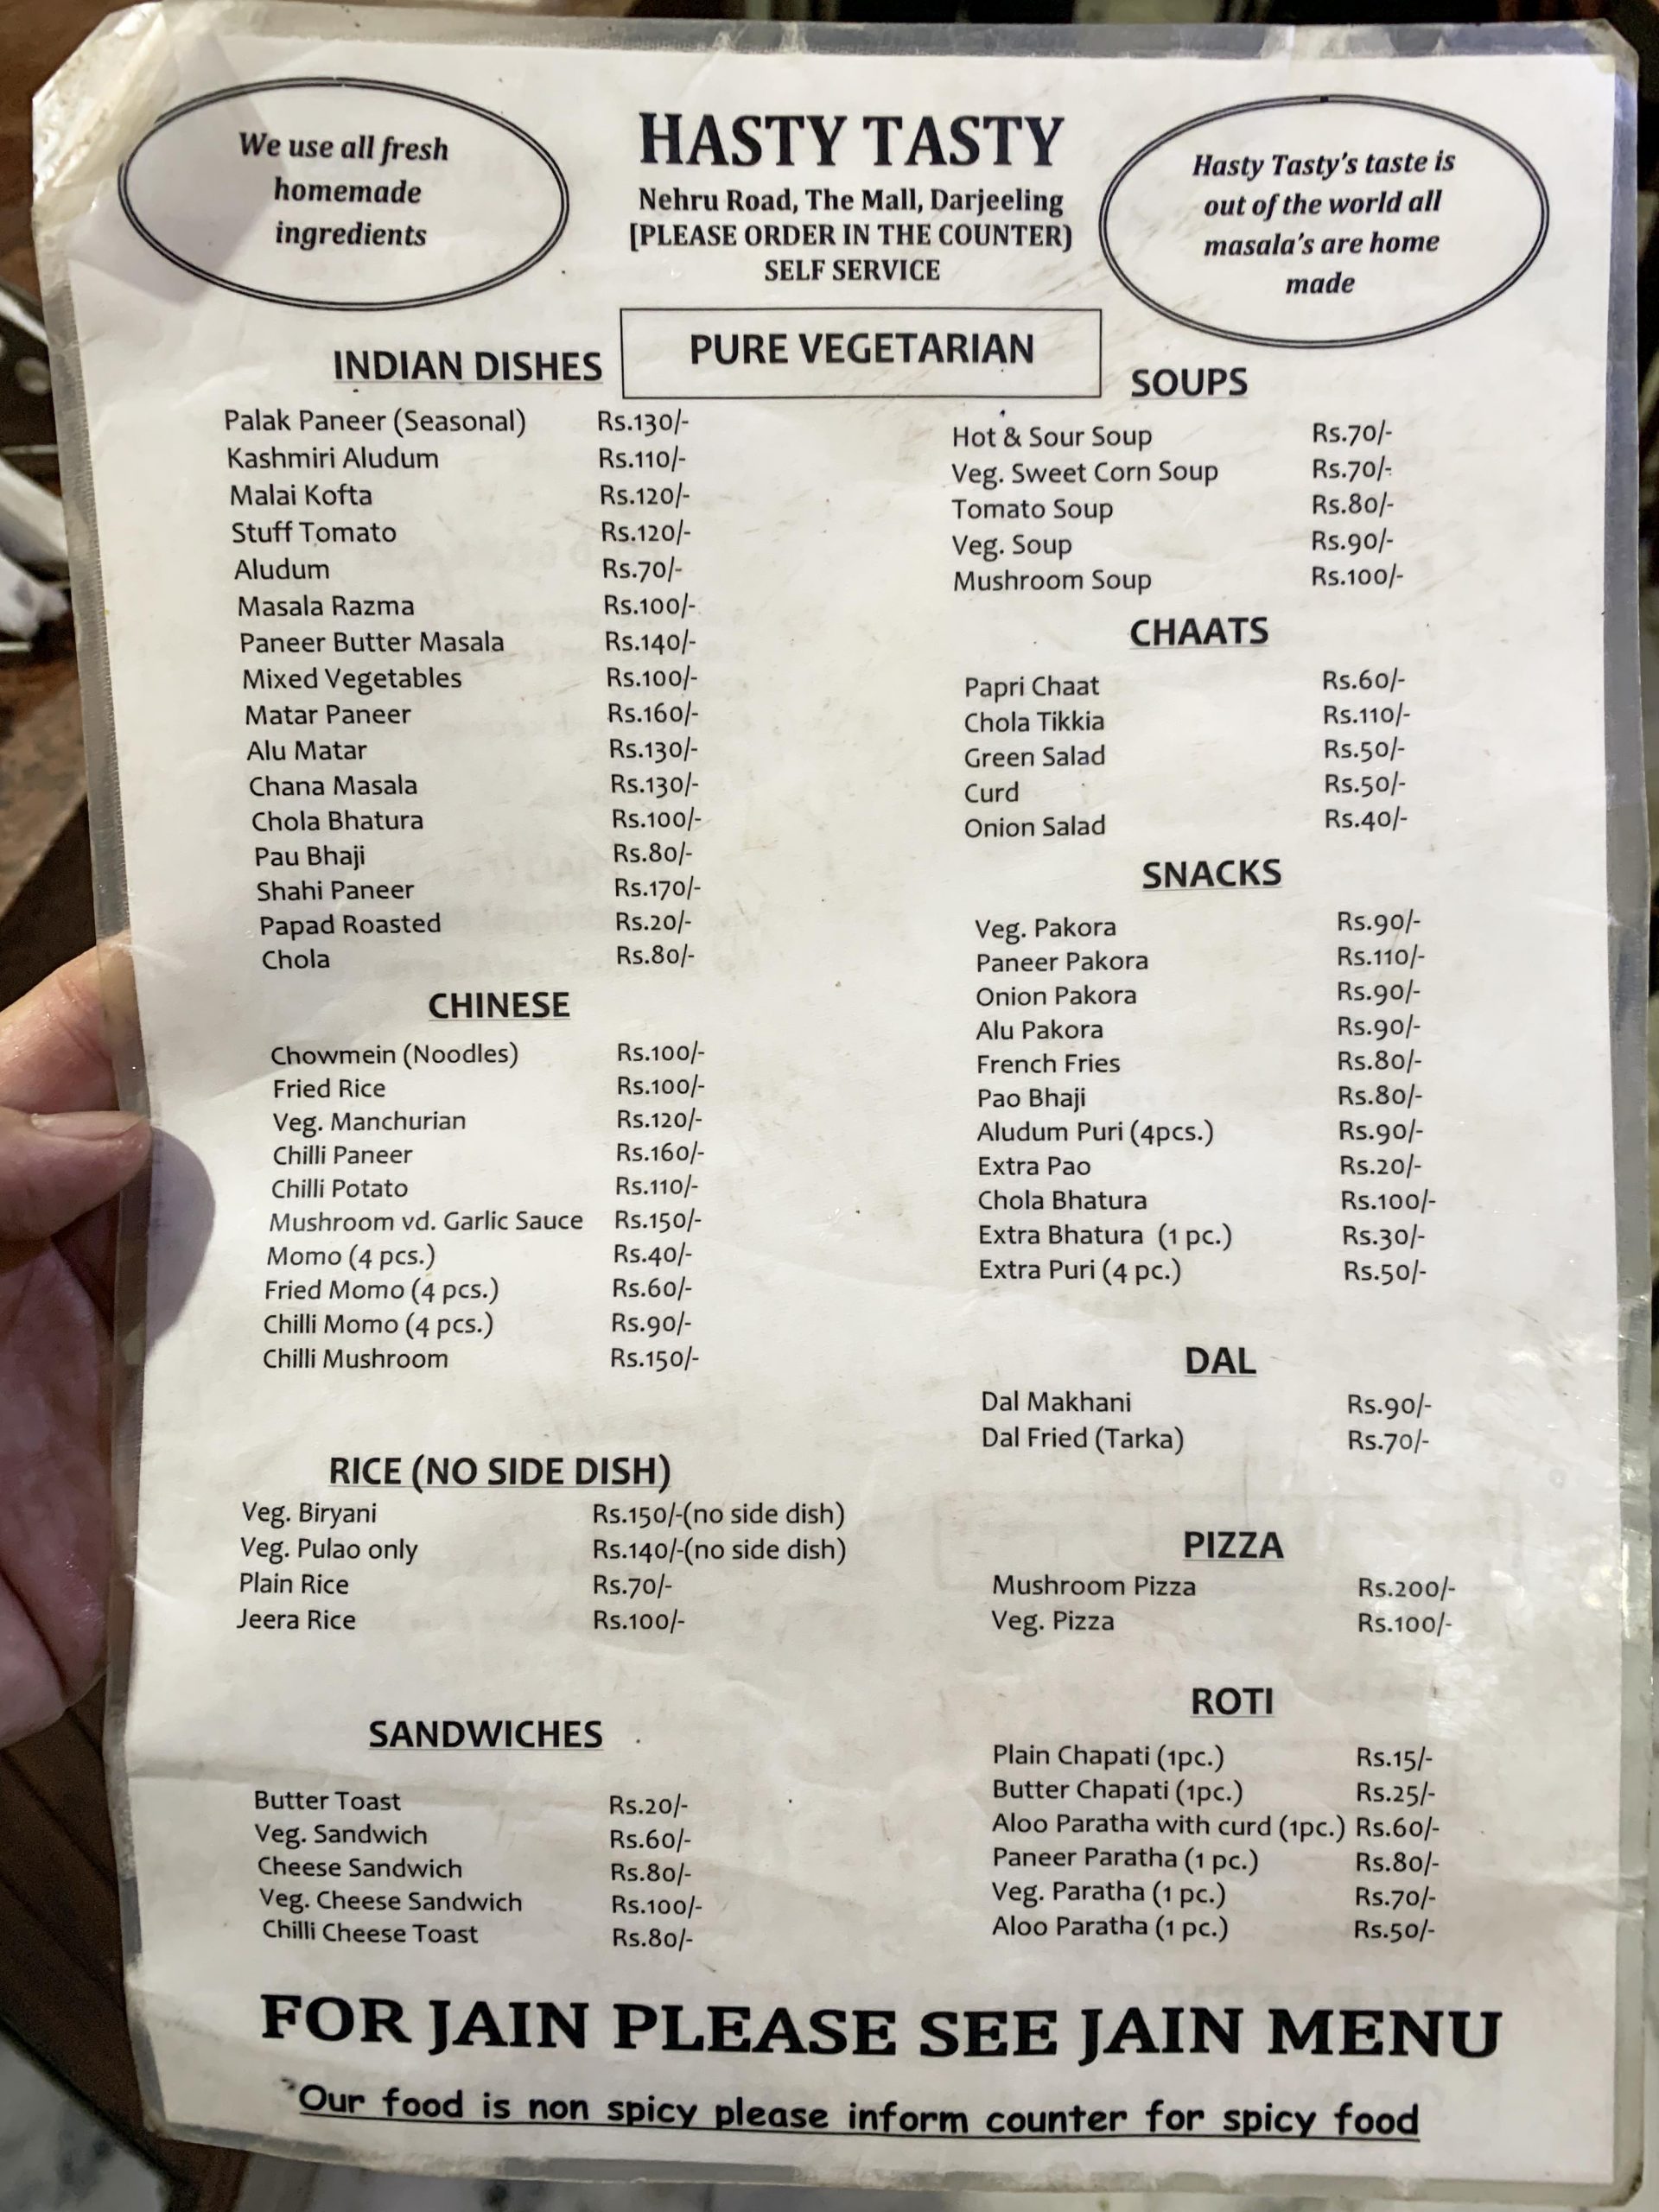 We use all fresh
homemade
ingredients
HASTY TASTY
Nehru Road, The Mall, Darjeeling
[PLEASE ORDER IN THE COUNTER)
SELF SERVICE
Hasty Tasty's taste is
out of the world all
masala's are home
made
PURE VEGETARIAN
INDIAN DISHES
Palak Paneer (Seasonal) Rs.130/-
Kashmiri Aludum Rs.110/-
Malai Kofta Rs.120/-
Stuff Tomato Rs.120/-
Aludum Rs.70/-
Masala Razma Rs.100/-
Paneer Butter Masala Rs.140/-
Mixed Vegetables Rs.100/-
Matar Paneer Rs.160/-
Alu Matar Rs.130/-
Chana Masala Rs.130/-
Chola Bhatura Rs.100/-
Pau Bhaji Rs.80/-
Shahi Paneer Rs.170/-
Papad Roasted Rs.20/-
Chola Rs.80/-
CHINESE
Chowmein (Noodles) Rs.100/-
Fried Rice Rs.100/-
Veg. Manchurian Rs.120/-
Chilli Paneer Rs.160/-
Chilli Potato Rs.110/-
Mushroom vd. Garlic Sauce Rs.150/-
Momo (4 pcs.) Rs.40/-
Fried Momo (4 pcs.) Rs.60/-
Chilli Momo (4 pcs.) Rs.90/-
Chilli Mushroom Rs.150/-
RICE (NO SIDE DISH)
Veg. Biryani Rs.150/-(no side dish)
Veg. Pulao only Rs.140/-(no side dish)
Plain Rice Rs.70/-
Jeera Rice Rs.100/-
SANDWICHES
Butter Toast Rs.20/-
Veg. Sandwich Rs.60/-
Cheese Sandwich Rs.80/-
Veg. Cheese Sandwich Rs.100/-
Chilli Cheese Toast Rs.80/-
SOUPS
Hot & Sour Soup Rs.70/-
Veg. Sweet Corn Soup Rs.70/-
Tomato Soup Rs.80/-
Veg. Soup Rs.90/-
Mushroom Soup Rs.100/-
CHAATS
Papri Chaat Rs.60/-
Chola Tikkia Rs.110/-
Green Salad Rs.50/-
Curd Rs.50/-
Onion Salad Rs.40/-
SNACKS
Veg. Pakora Rs.90/-
Paneer Pakora Rs.110/-
Onion Pakora Rs.90/-
Alu Pakora Rs.90/-
French Fries Rs.80/-
Pao Bhaji Rs.80/-
Aludum Puri (4pcs.) Rs.90/-
Extra Pao Rs.20/-
Chola Bhatura Rs.100/-
Extra Bhatura (1 pc.) Rs.30/-
Extra Puri (4 pc.) Rs.50/-
DAL
Dal Makhani Rs.90/-
Dal Fried (Tarka) Rs.70/-
PIZZA
Mushroom Pizza Rs.200/-
Veg. Pizza Rs.100/-
ROTI
Plain Chapati (1pc.) Rs.15/-
Butter Chapati (1pc.) Rs.25/-
Aloo Paratha with curd (1pc.) Rs.60/-
Paneer Paratha (1 pc.) Rs.80/-
Veg. Paratha (1 pc.) Rs.70/-
Aloo Paratha (1 pc.) Rs.50/-
FOR JAIN PLEASE SEE JAIN MENU
Our food is non spicy please inform counter for spicy food